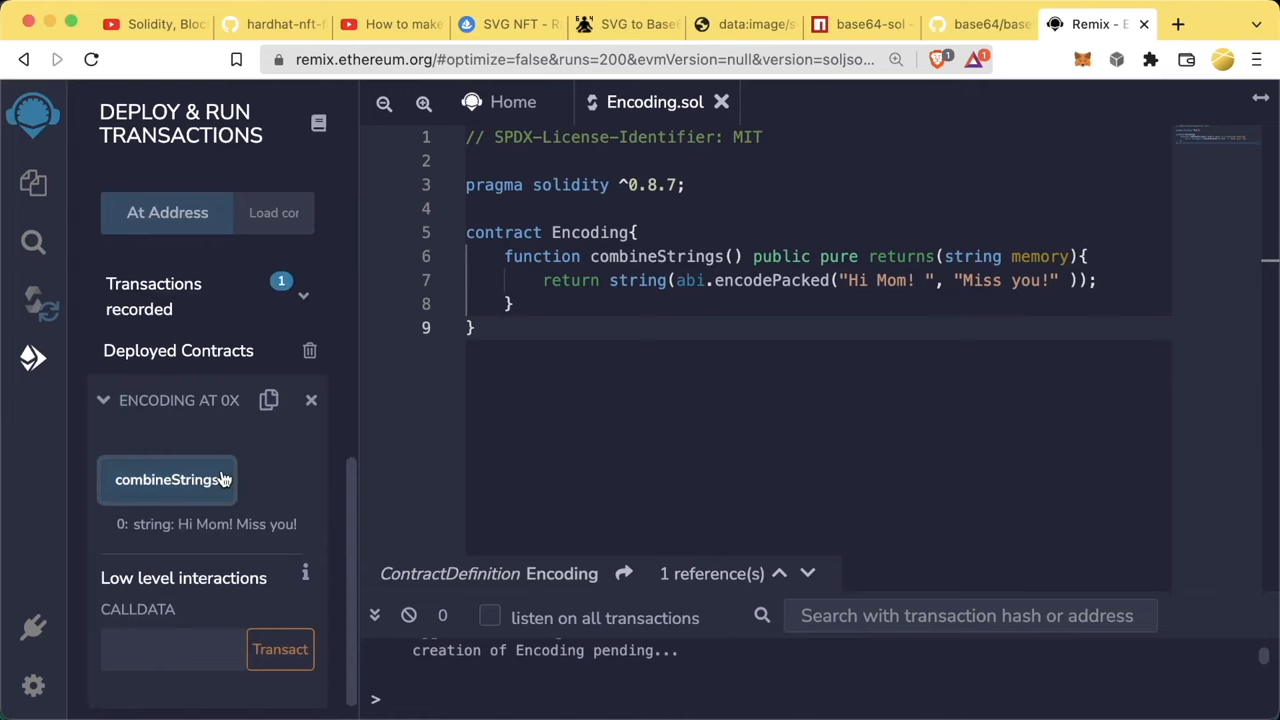 Solidity, Bloc
hardhat-nft-f
How to make
SVG NFT - R
SVG to Base6
data:image/s
base64-sol -
base64/base
Remix - E
remix.ethereum.org/#optimize=false&runs=200&evmVersion=null&version=soljso...
1
1
DEPLOY & RUN
TRANSACTIONS
At Address
Load cor
Transactions
recorded
1
Deployed Contracts
ENCODING AT 0X
combineStrings
0: string: Hi Mom! Miss you!
Low level interactions
CALLDATA
Transact
Home
Encoding.sol
1 // SPDX-License-Identifier: MIT
2
3 pragma solidity ^0.8.7;
4
5 contract Encoding{
6 function combineStrings() public pure returns(string memory){
7 return string(abi.encodePacked("Hi Mom! ", "Miss you!" ));
8 }
9 }
ContractDefinition Encoding
1 reference(s)
0
listen on all transactions
Search with transaction hash or address
creation of Encoding pending...
>